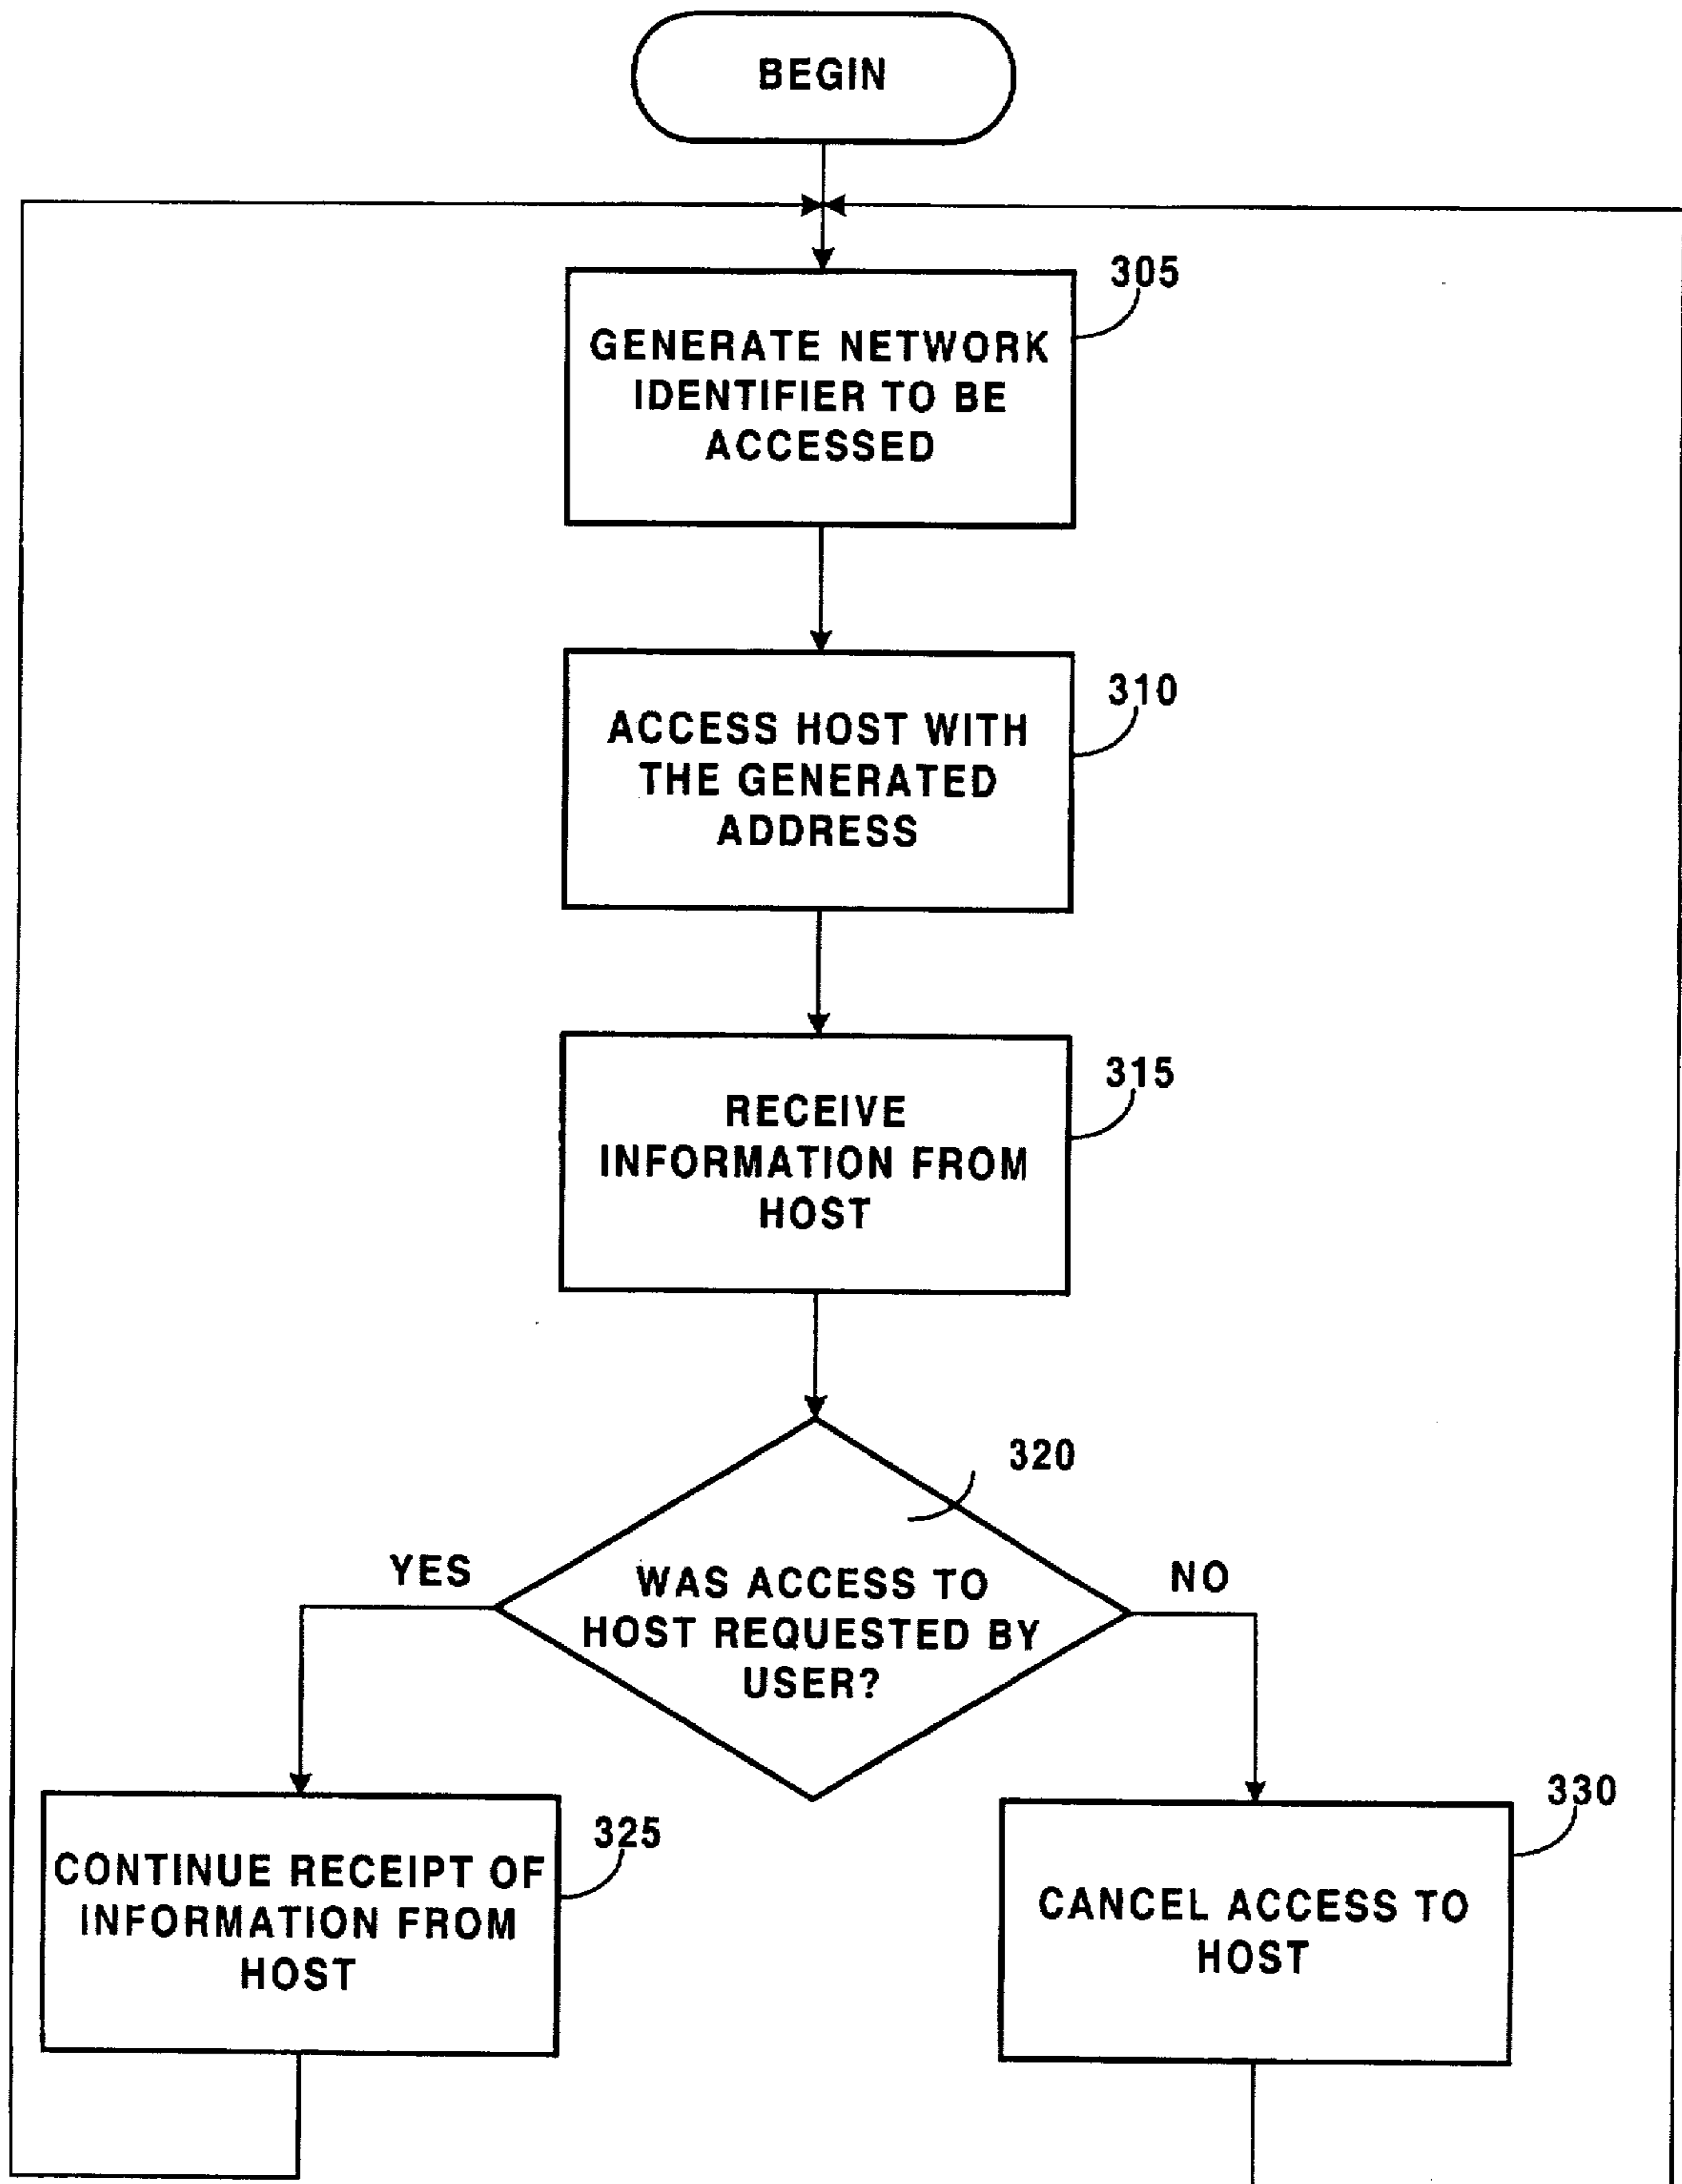 BEGIN
305
GENERATE NETWORK
IDENTIFIER TO BE
ACCESSED
310
ACCESS HOST WITH
THE GENERATED
ADDRESS
315
RECEIVE
INFORMATION FROM
HOST
320
YES
NO
WAS ACCESS TO
HOST REQUESTED BY
USER?
325
CONTINUE RECEIPT OF
INFORMATION FROM
HOST
330
CANCEL ACCESS TO
HOST